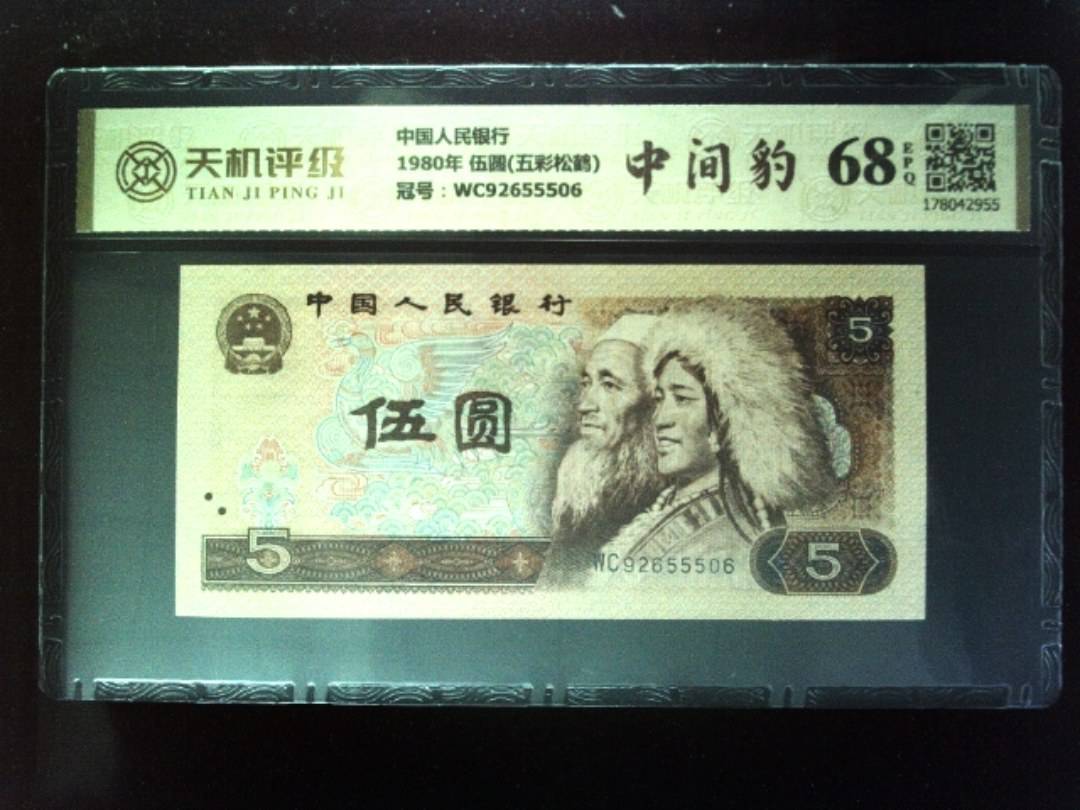 天机评级
TIAN JI PING JI
中国人民银行
1980年 伍圆(五彩松鹤)
冠号：WC92655506
中间豹
68
EPQ
178042955
中国人民银行
5
伍圆
5
WC92655506
5